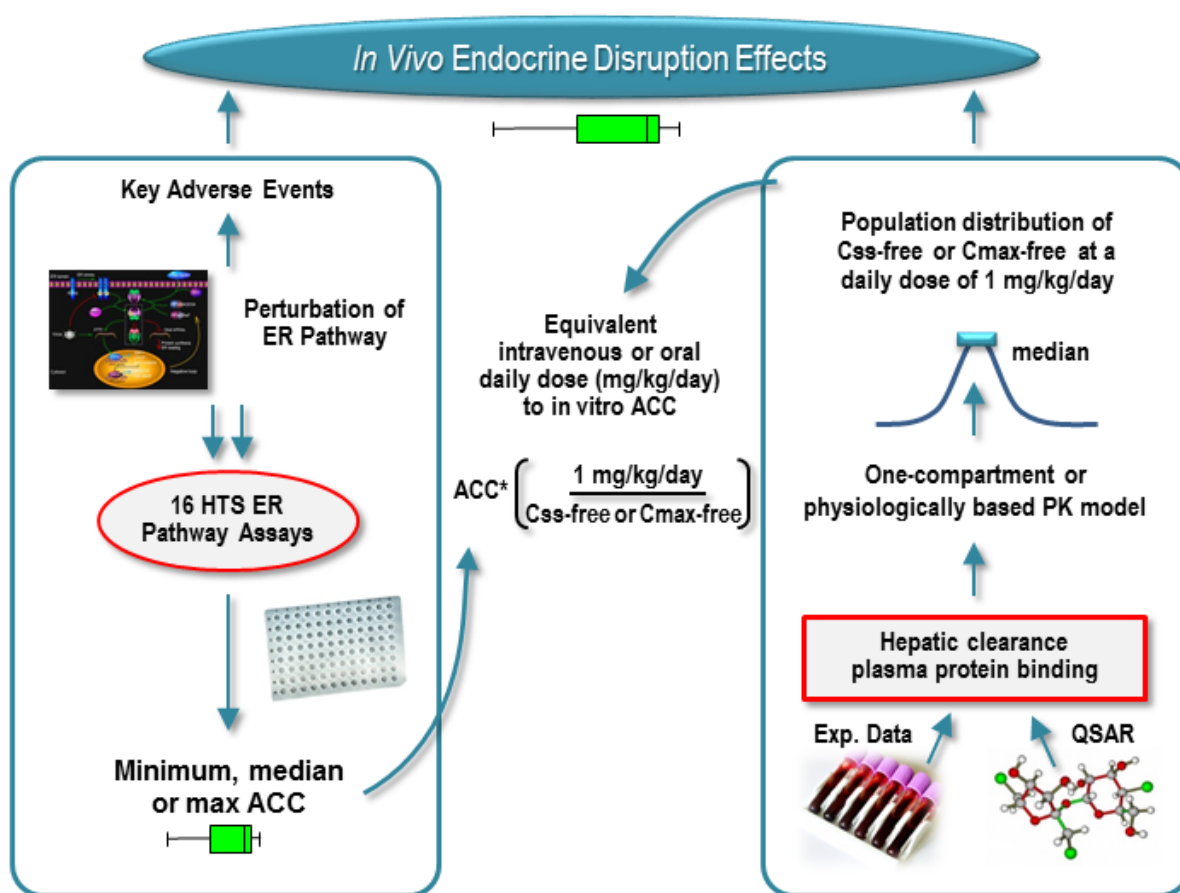 In Vivo Endocrine Disruption Effects
Key Adverse Events
Perturbation of
ER Pathway
16 HTS ER
Pathway Assays
Minimum, median
or max ACC
Equivalent
intravenous or oral
daily dose (mg/kg/day)
to in vitro ACC
ACC*
1 mg/kg/day
Css-free or Cmax-free
Population distribution of
Css-free or Cmax-free at a
daily dose of 1 mg/kg/day
median
One-compartment or
physiologically based PK model
Hepatic clearance
plasma protein binding
Exp. Data
QSAR